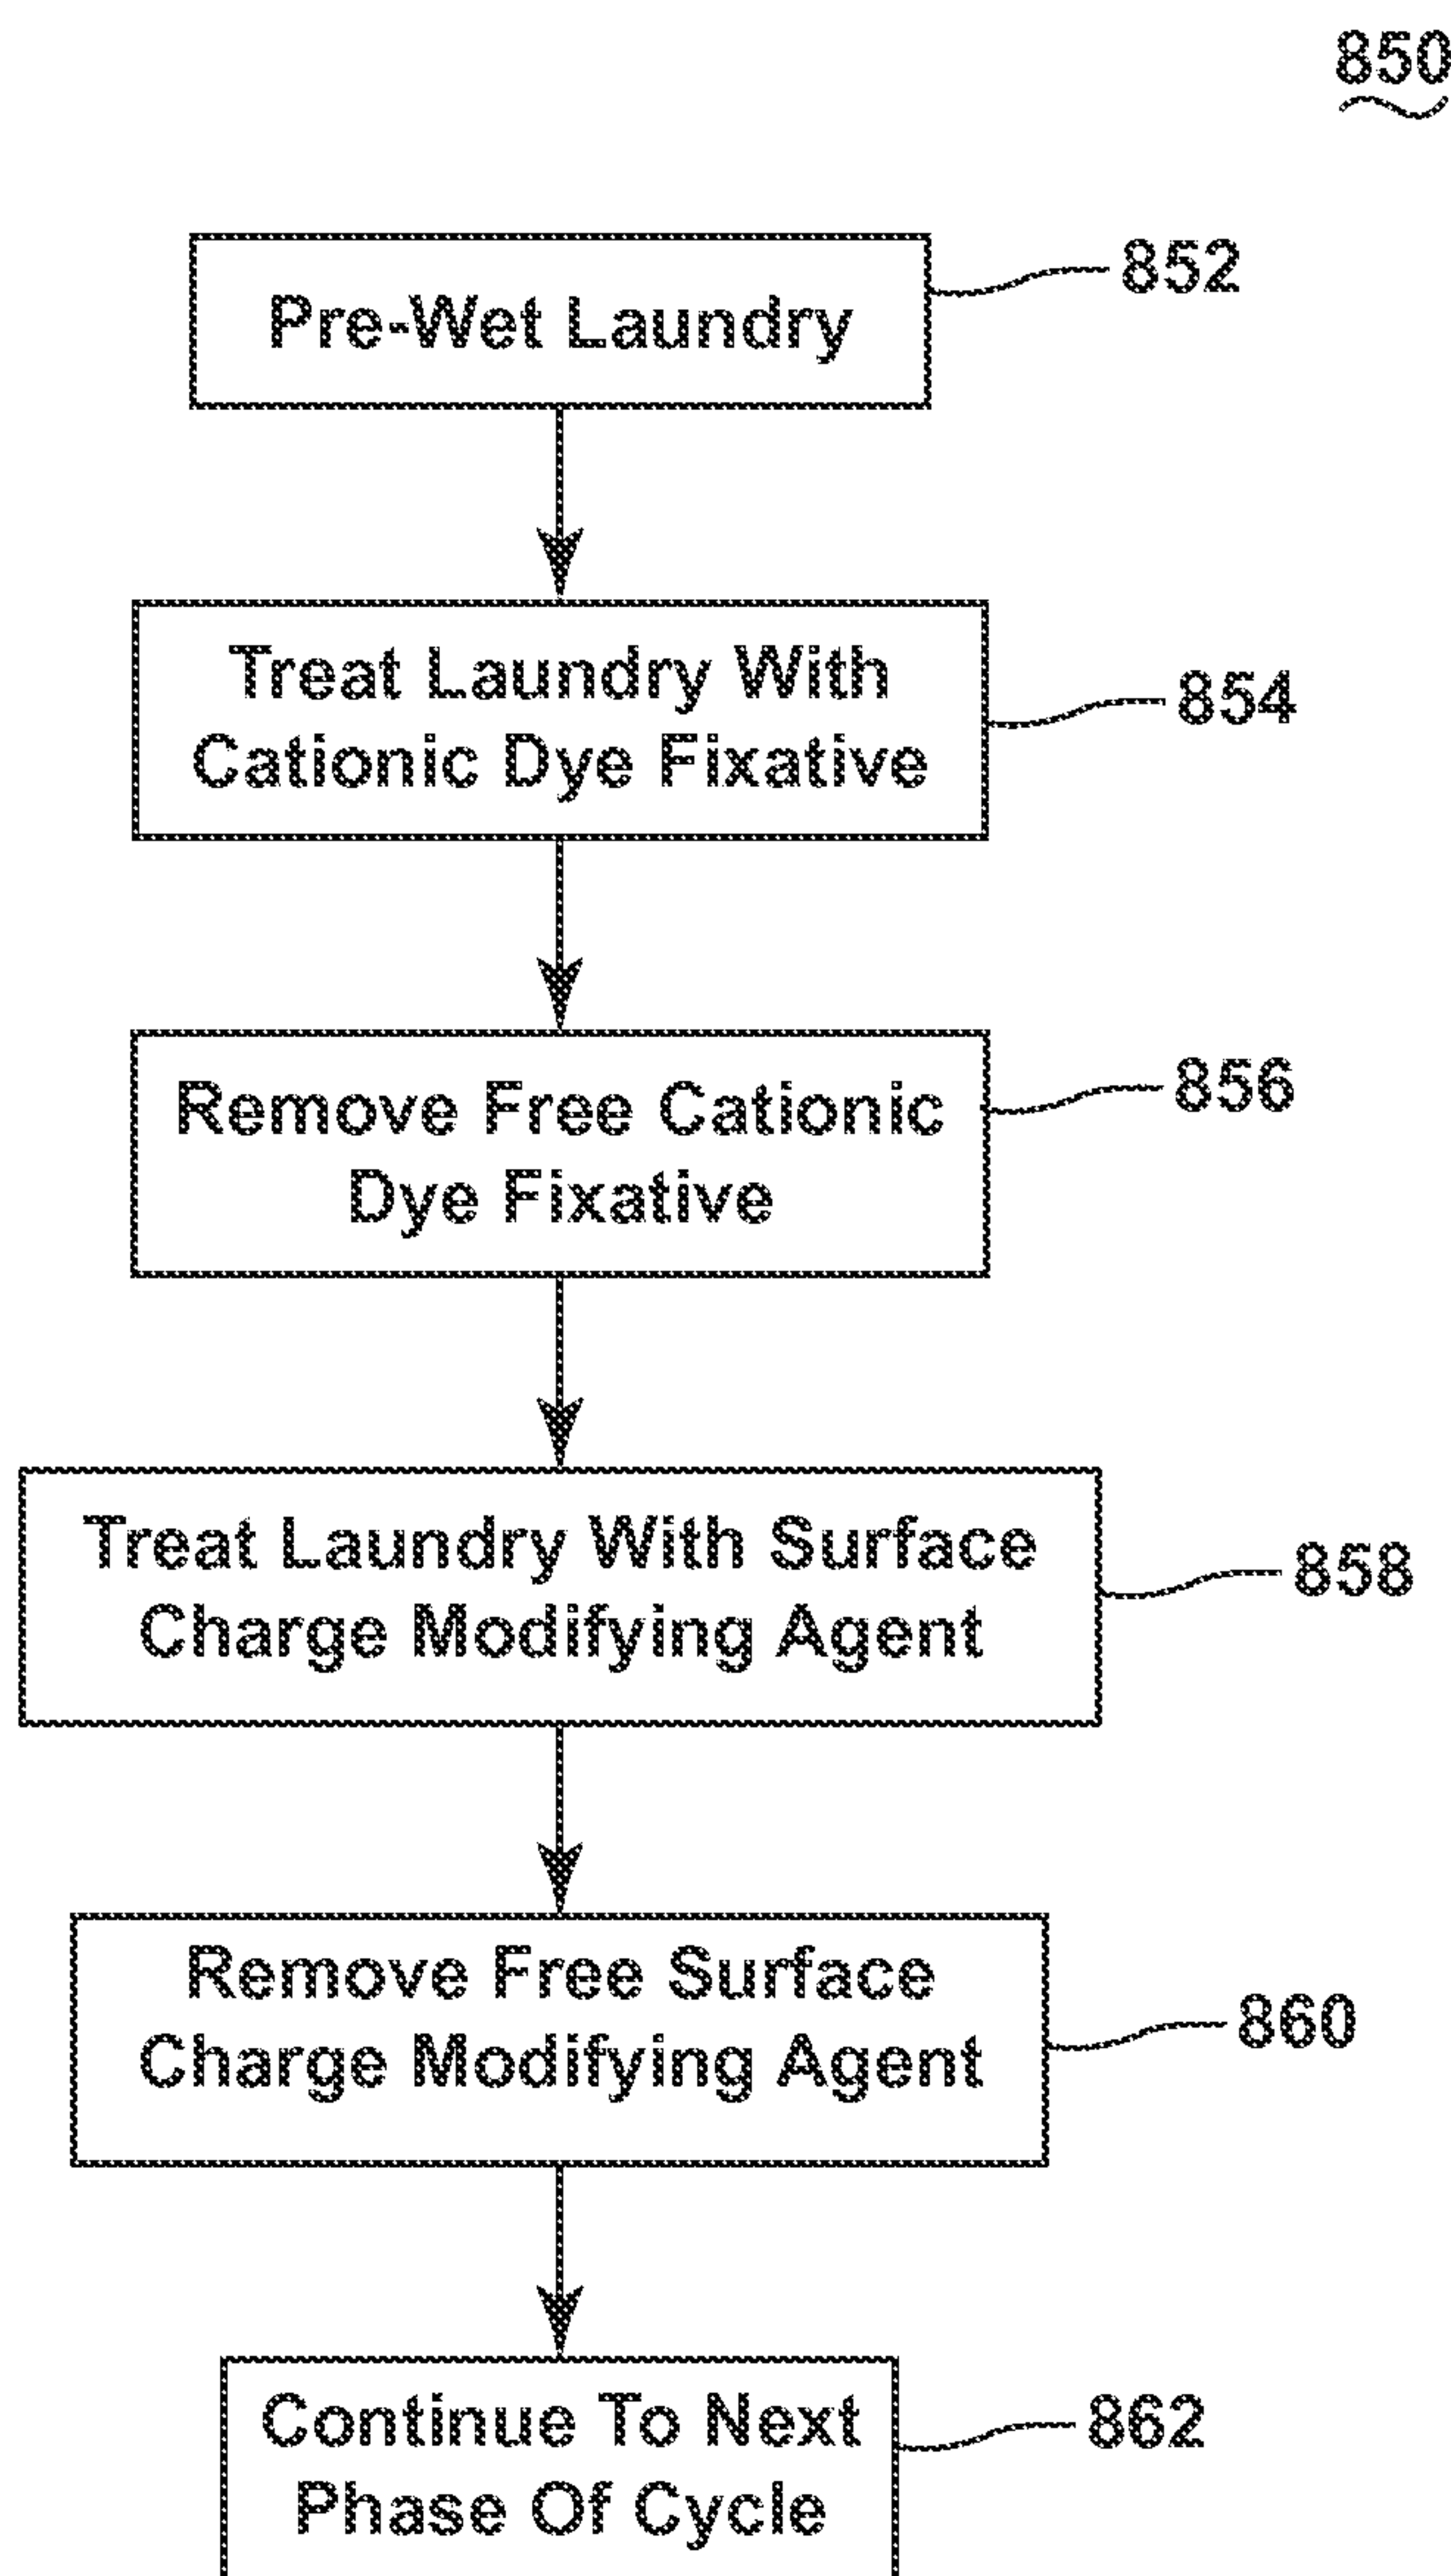 850
Pre-Wet Laundry
852
Treat Laundry With
Cationic Dye Fixative
854
Remove Free Cationic
Dye Fixative
856
Treat Laundry With Surface
Charge Modifying Agent
858
Remove Free Surface
Charge Modifying Agent
860
Continue To Next
Phase Of Cycle
862